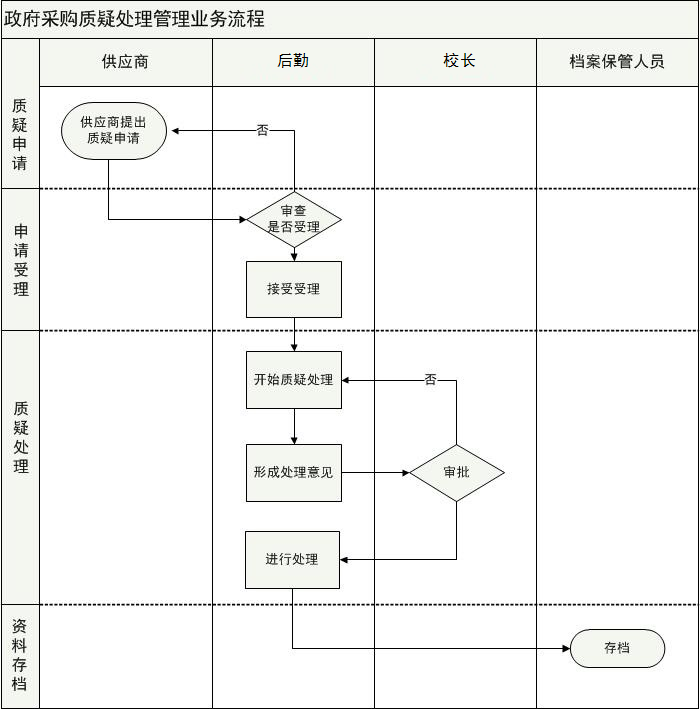 政府采购质疑处理管理业务流程
供应商
后勤
校长
档案保管人员
质疑申请
供应商提出
质疑申请
否
申请受理
审查
是否受理
接受受理
质疑处理
开始质疑处理
否
形成处理意见
审批
进行处理
资料存档
存档